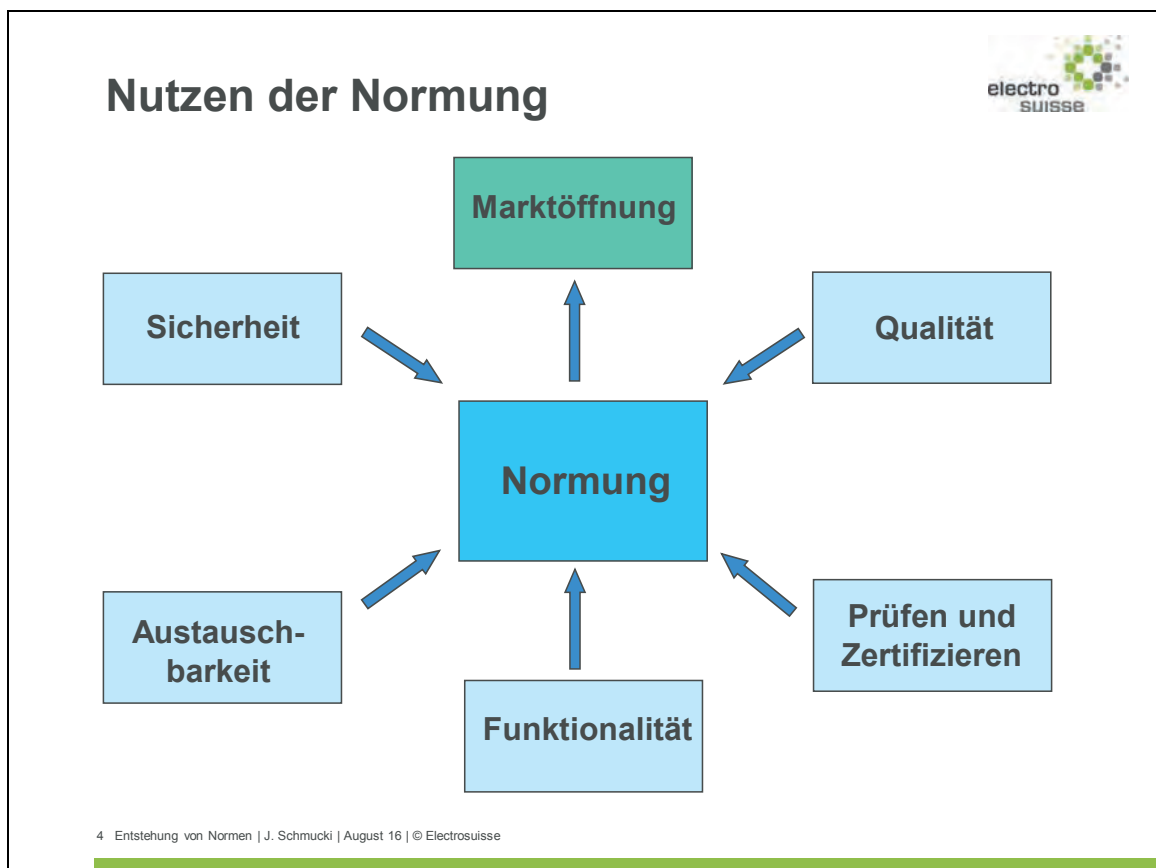 Nutzen der Normung
electro
suisse
Marktöffnung
Sicherheit
Qualität
Normung
Austausch-
barkeit
Prüfen und
Zertifizieren
Funktionalität
4 Entstehung von Normen | J. Schmucki | August 16 | © Electrosuisse